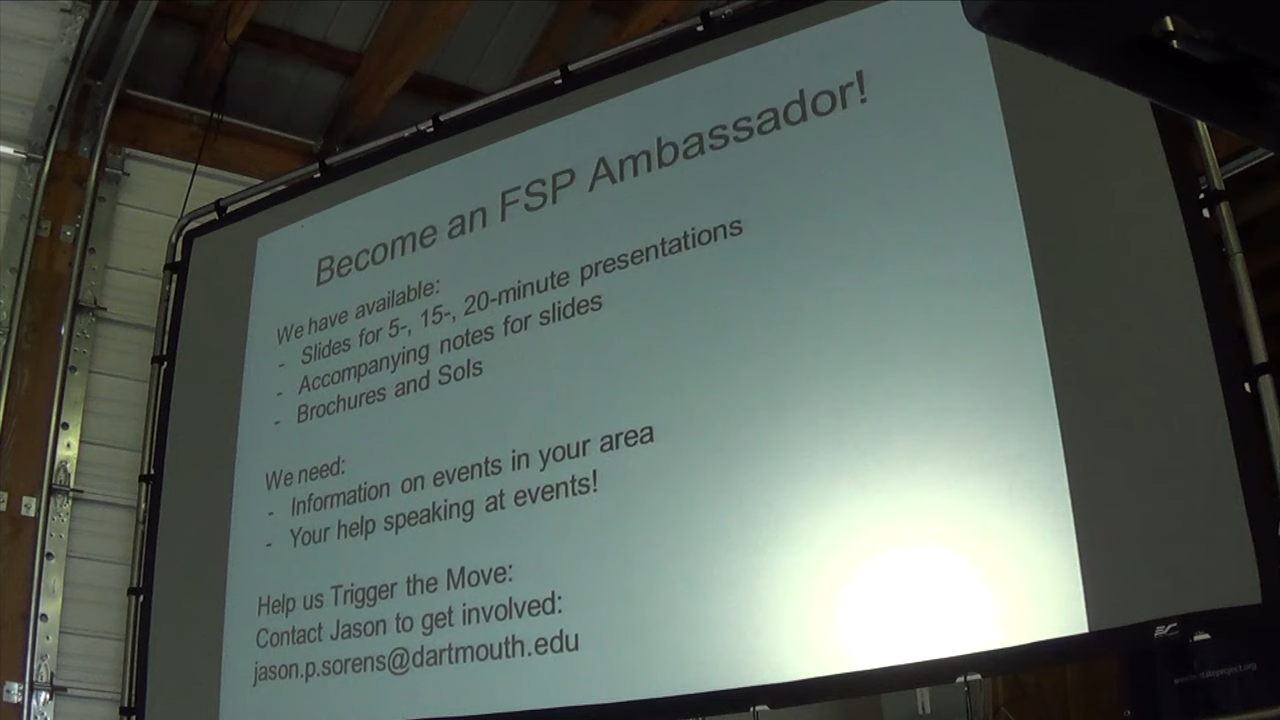 Become an FSP Ambassador!
We have available:
- Slides for 5-, 15-, 20-minute presentations
- Accompanying notes for slides
- Brochures and Sols
We need:
- Information on events in your area
- Your help speaking at events!
Help us Trigger the Move:
Contact Jason to get involved:
jason.p.sorens@dartmouth.edu